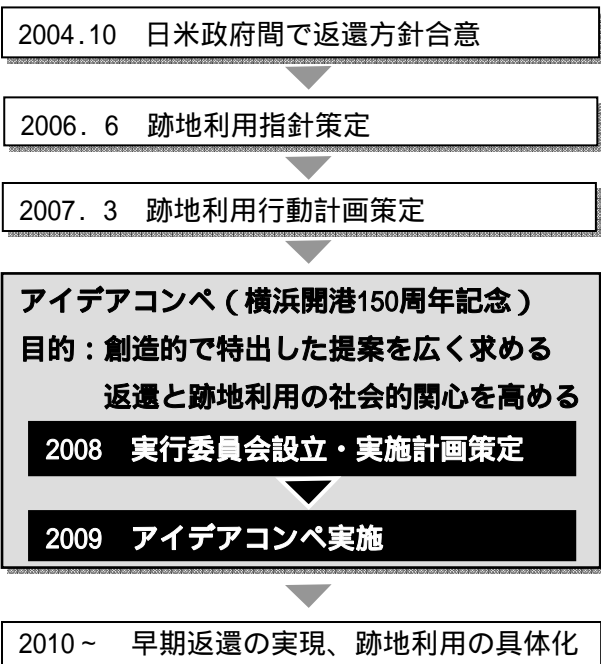 2004.10　日米政府間で返還方針合意
2006. 6　跡地利用指針策定
2007. 3　跡地利用行動計画策定
アイデアコンペ（横浜開港150周年記念）
目的：創造的で特出した提案を広く求める
返還と跡地利用の社会的関心を高める
2008　実行委員会設立・実施計画策定
2009　アイデアコンペ実施
2010～　早期返還の実現、跡地利用の具体化